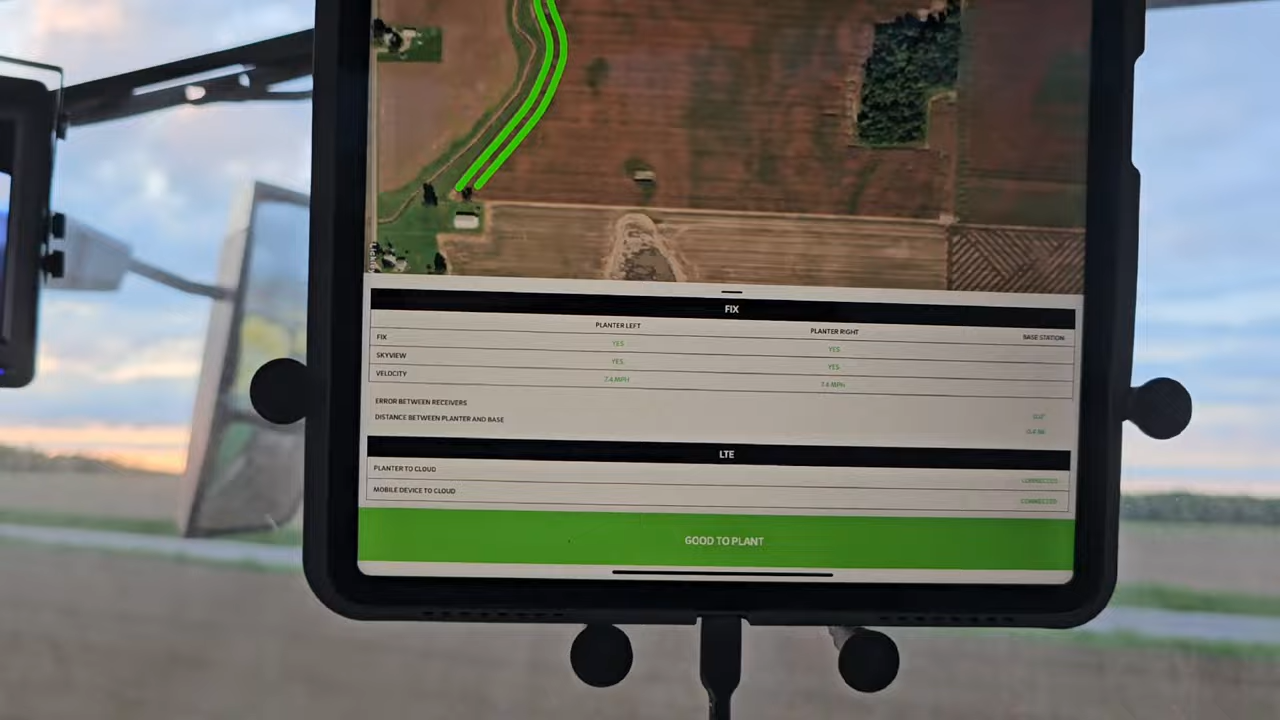 FIX
PLANTER LEFT PLANTER RIGHT BASE STATION
FIX YES YES
SKYVIEW YES YES
VELOCITY 7.4 MPH 7.4 MPH
ERROR BETWEEN RECEIVERS
DISTANCE BETWEEN PLANTER AND BASE
LTE
PLANTER TO CLOUD CONNECTED
MOBILE DEVICE TO CLOUD CONNECTED
GOOD TO PLANT